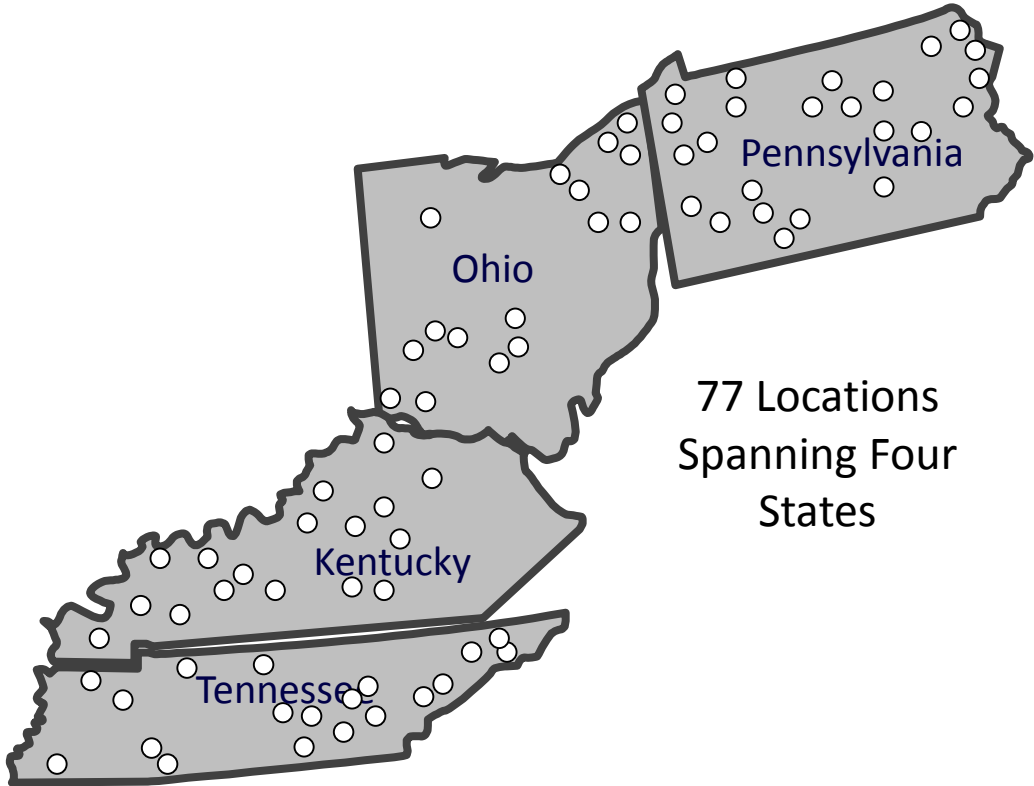 Pennsylvania
Ohio
77 Locations
Spanning Four
States
Kentucky
Tennessee